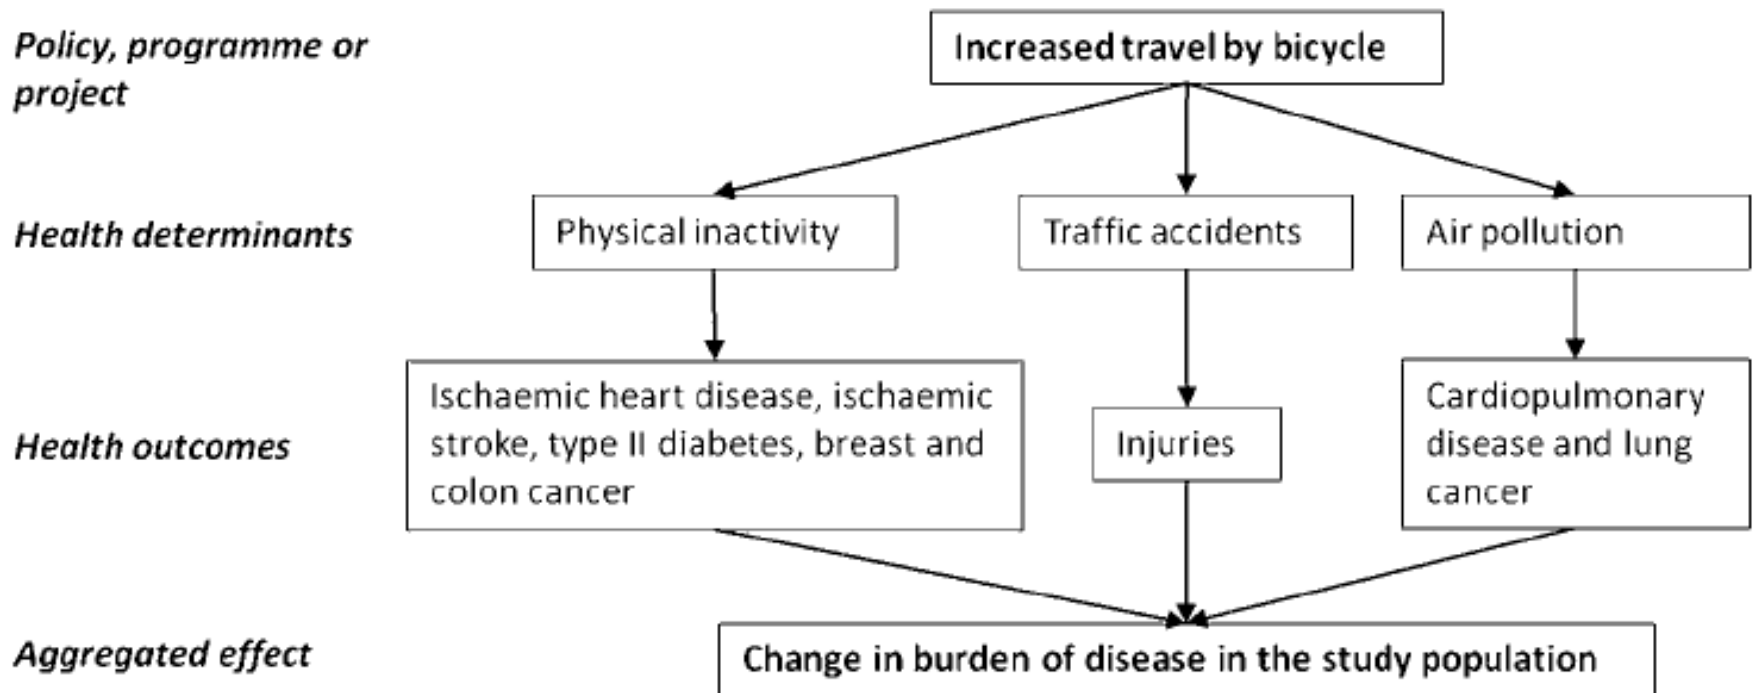 Policy, programme or
project
Increased travel by bicycle
Health determinants
Physical inactivity
Traffic accidents
Air pollution
Health outcomes
Ischaemic heart disease, ischaemic
stroke, type II diabetes, breast and
colon cancer
Injuries
Cardiopulmonary
disease and lung
cancer
Aggregated effect
Change in burden of disease in the study population